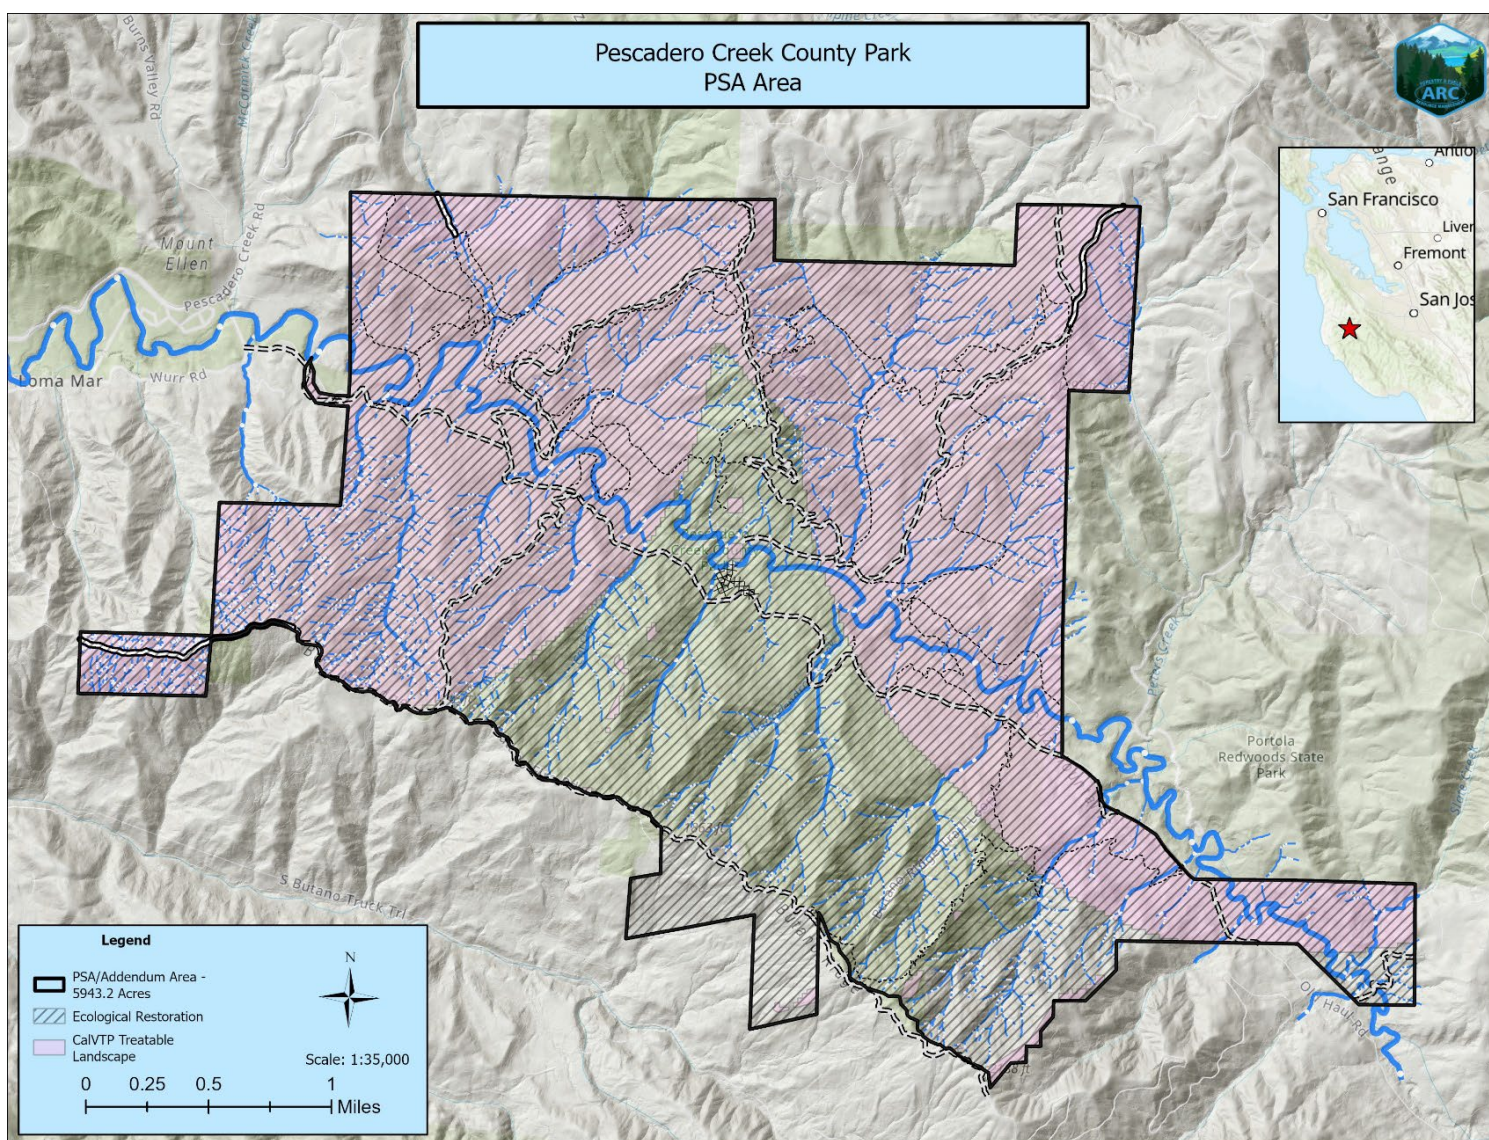 Pescadero Creek County Park
PSA Area
ARC
Burns Valley Rd
McCormick Creek
Mount
Ellen
Pescadero Creek Rd
Loma Mar
Wurr Rd
San Francisco
Fremont
Portola
Redwoods State
Park
S Butano Truck Trl
Old Haul Rd
Legend
PSA/Addendum Area -
5943.2 Acres
Ecological Restoration
CalVTP Treatable
Landscape
N
Scale: 1:35,000
0 0.25 0.5 1
Miles